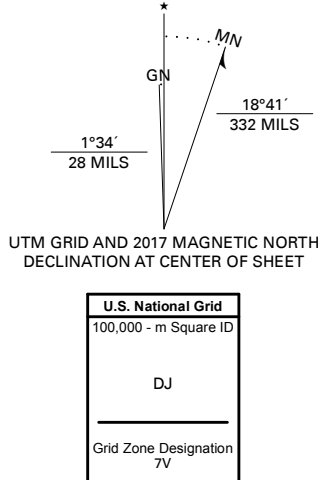 ★
MN
GN
18°41´
332 MILS
1°34´
28 MILS
UTM GRID AND 2017 MAGNETIC NORTH
DECLINATION AT CENTER OF SHEET
U.S. National Grid
100,000 - m Square ID
DJ
Grid Zone Designation
7V